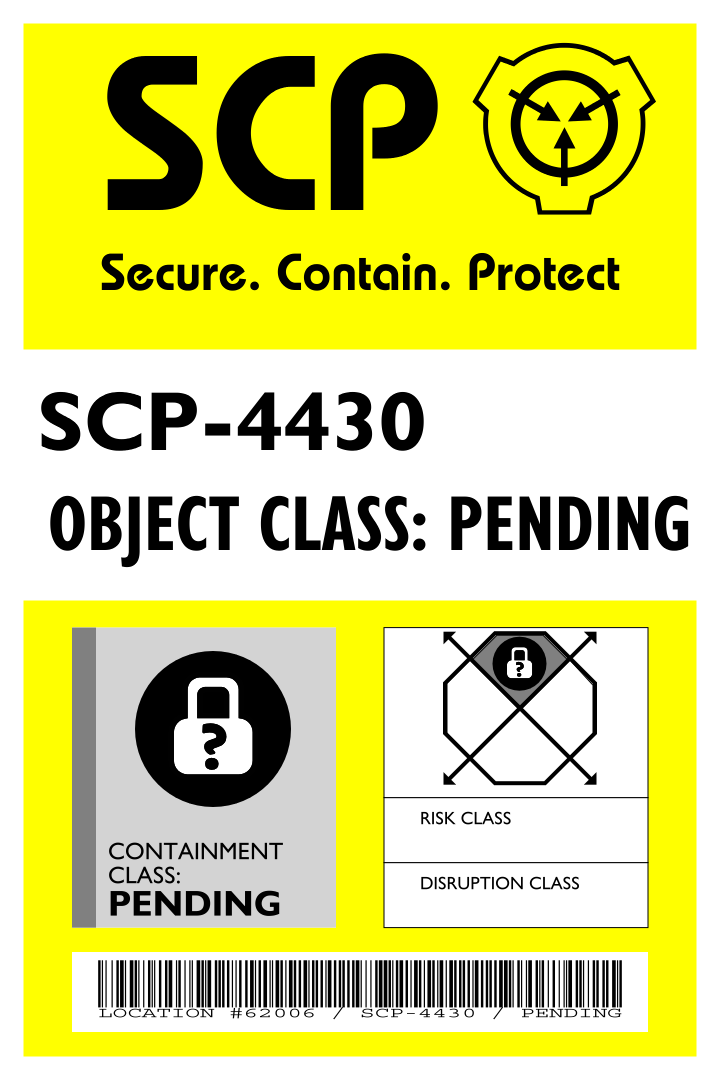 SCP
Secure. Contain. Protect
SCP-4430
OBJECT CLASS: PENDING
?
?
CONTAINMENT
CLASS:
PENDING
RISK CLASS
DISRUPTION CLASS
LOCATION #62006 / SCP-4430 / PENDING